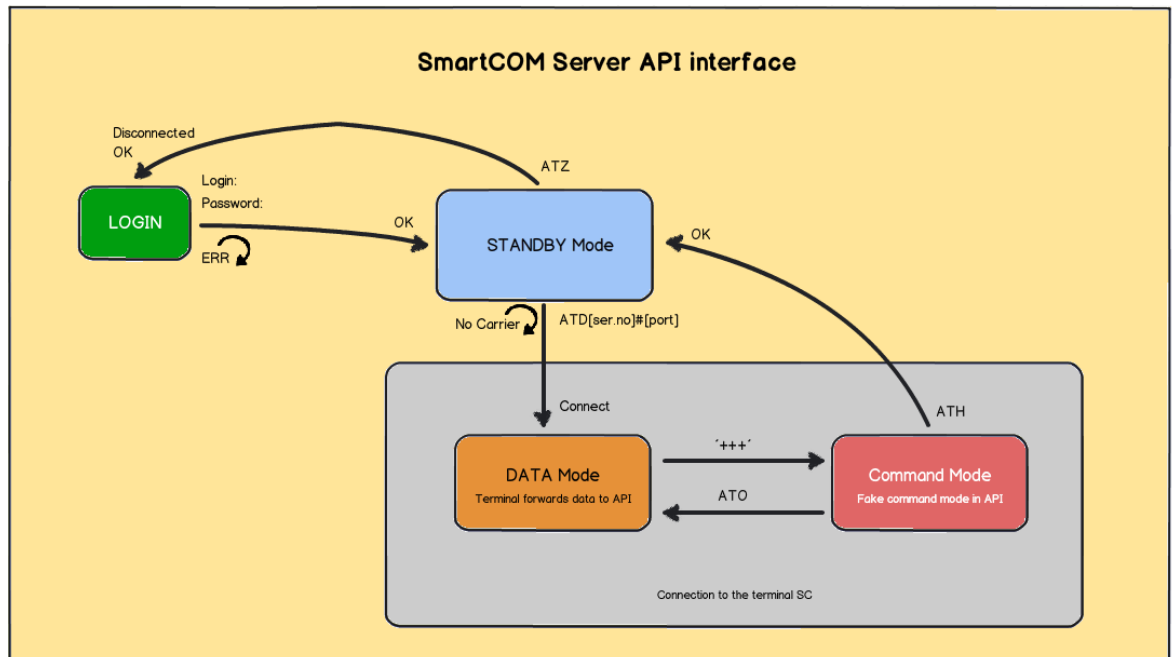 SmartCOM Server API interface
Disconnected
OK
ATZ
Login:
Password:
LOGIN
OK
ERR
STANDBY Mode
OK
No Carrier
ATD[ser.no]#[port]
Connect
ATH
´+++´
DATA Mode
Terminal forwards data to API
ATO
Command Mode
Fake command mode in API
Connection to the terminal SC